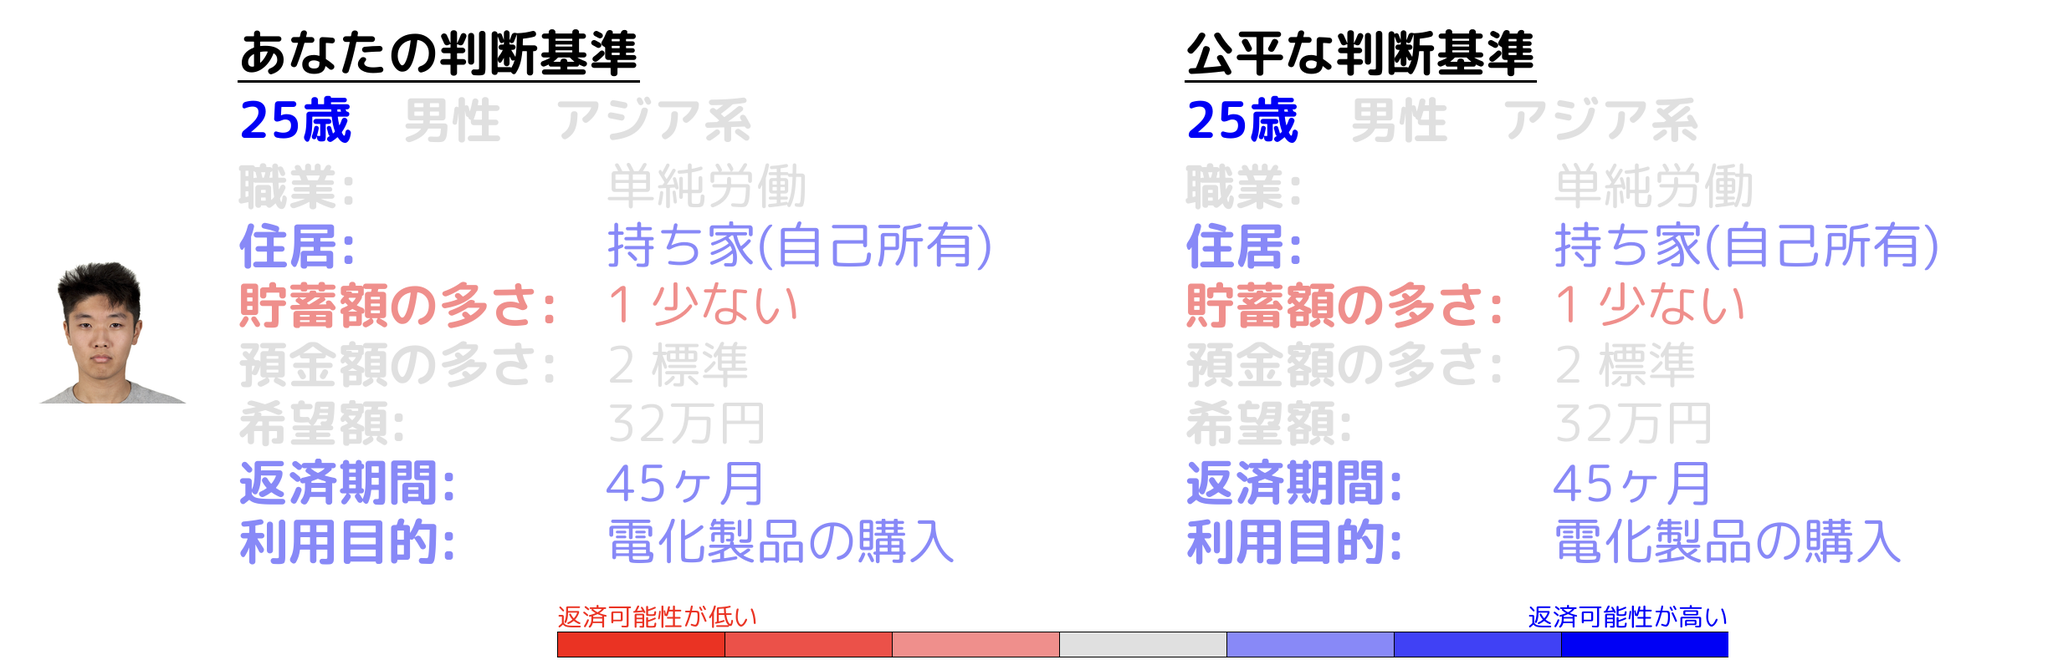 あなたの判断基準
25歳 男性 アジア系
職業: 単純労働
住居: 持ち家(自己所有)
貯蓄額の多さ: 1 少ない
預金額の多さ: 2 標準
希望額: 32万円
返済期間: 45ヶ月
利用目的: 電化製品の購入
公平な判断基準
25歳 男性 アジア系
職業: 単純労働
住居: 持ち家(自己所有)
貯蓄額の多さ: 1 少ない
預金額の多さ: 2 標準
希望額: 32万円
返済期間: 45ヶ月
利用目的: 電化製品の購入
返済可能性が低い 返済可能性が高い